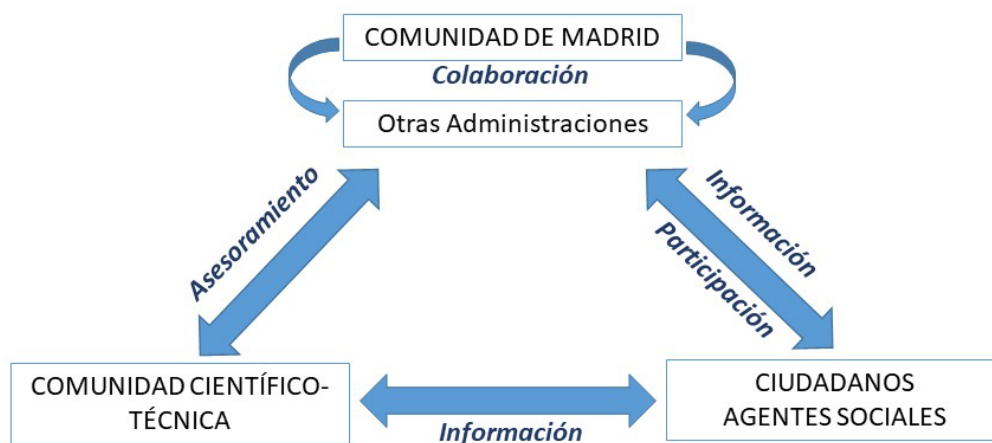 COMUNIDAD DE MADRID
Colaboración
Otras Administraciones
Asesoramiento
Información
Participación
COMUNIDAD CIENTÍFICO-
TÉCNICA
Información
CIUDADANOS
AGENTES SOCIALES